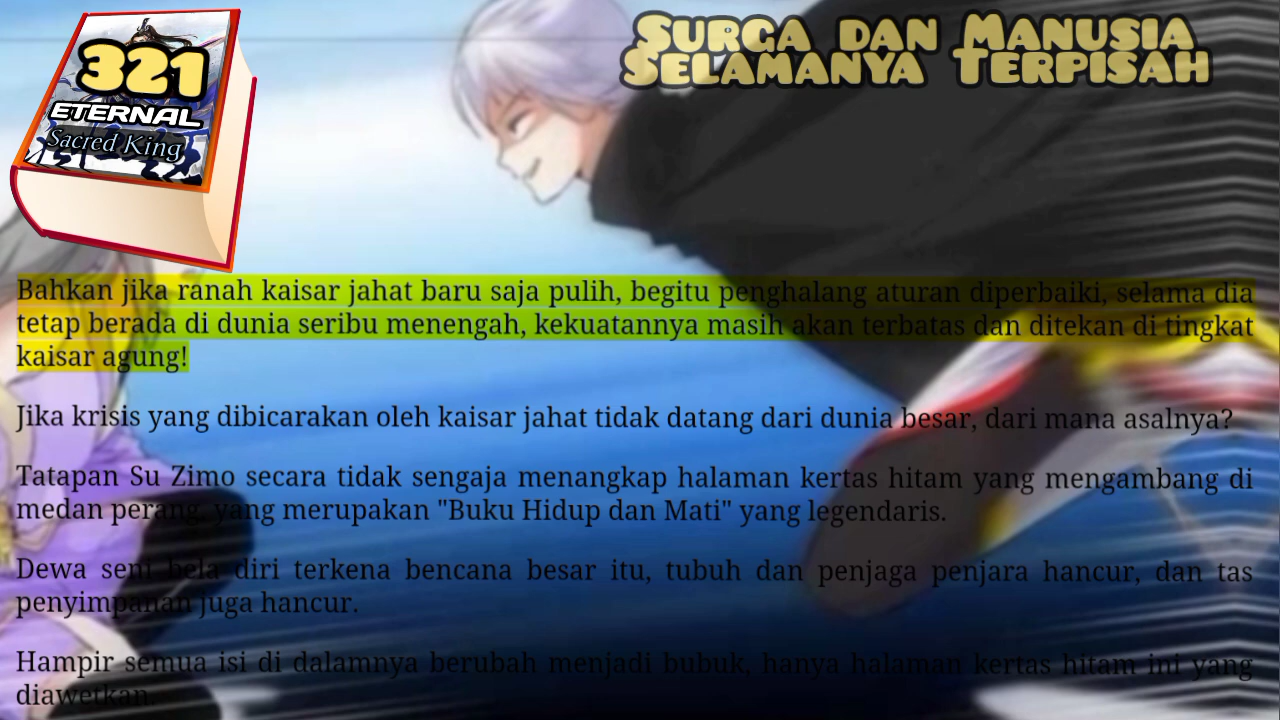 321
ETERNAL
Sacred King
SURGA DAN MANUSIA
SELAMANYA TERPISAH
Bahkan jika ranah kaisar jahat baru saja pulih, begitu penghalang aturan diperbaiki, selama dia
tetap berada di dunia seribu menengah, kekuatannya masih akan terbatas dan ditekan di tingkat
kaisar agung!
Jika krisis yang dibicarakan oleh kaisar jahat tidak datang dari dunia besar, dari mana asalnya?
Tatapan Su Zimo secara tidak sengaja menangkap halaman kertas hitam yang mengambang di
medan perang, yang merupakan "Buku Hidup dan Mati" yang legendaris.
Dewa seni bela diri terkena bencana besar itu, tubuh dan penjaga penjara hancur, dan tas
penyimpanan juga hancur.
Hampir semua isi di dalamnya berubah menjadi bubuk, hanya halaman kertas hitam ini yang
diawetkan.